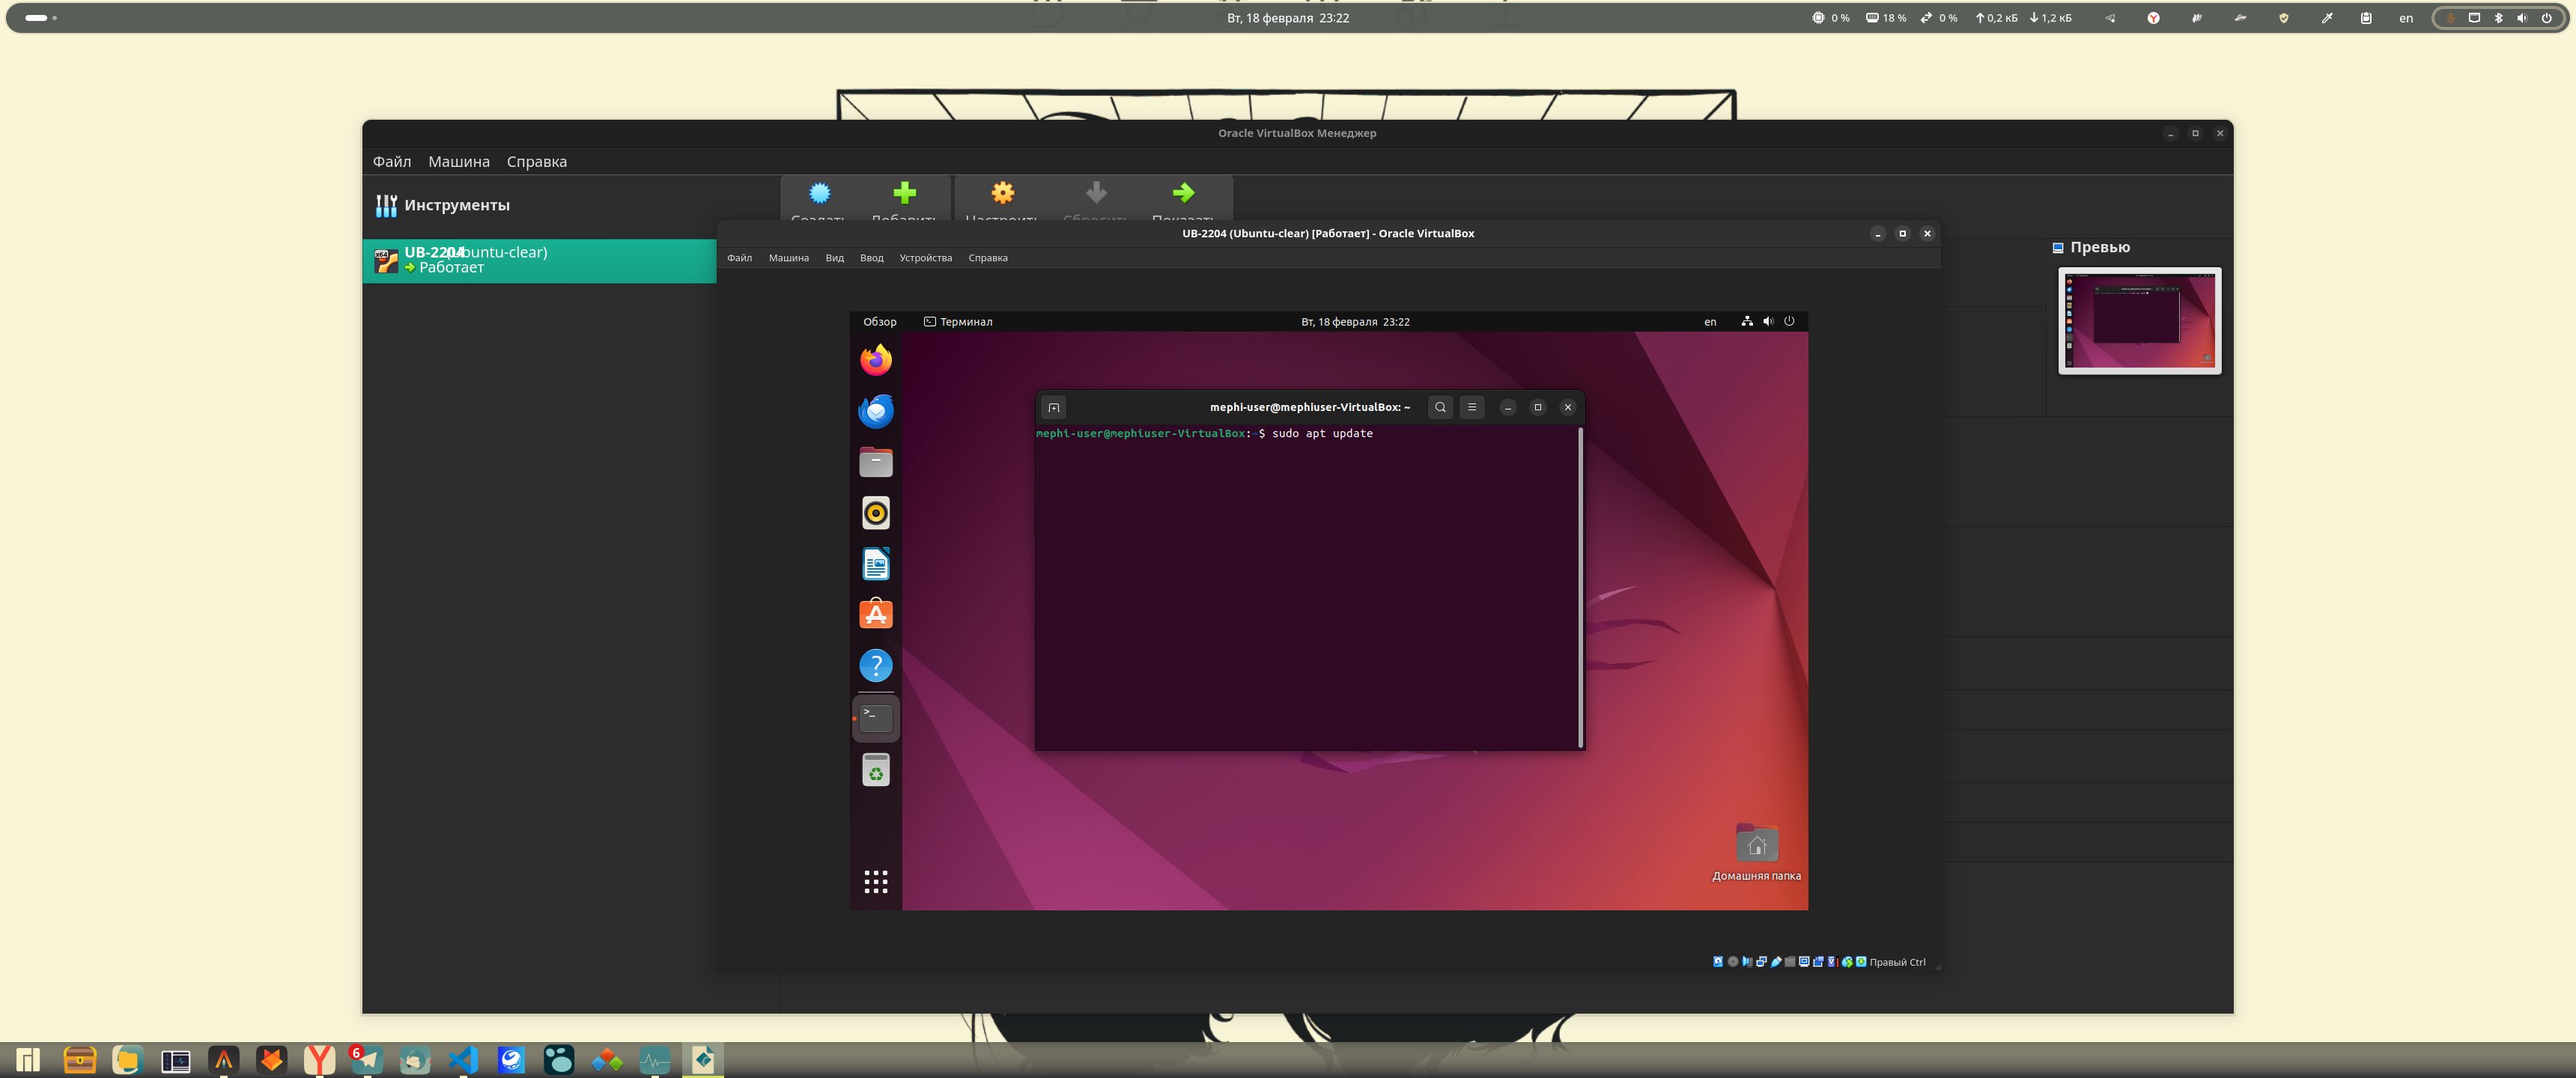 Вт, 18 февраля 23:22
0 % 18 % 0 % 0,2 кБ 1,2 кБ en
Oracle VirtualBox Менеджер
Файл Машина Справка
Инструменты
Создать Добавить Настроить Сбросить Показать
UB-2204 (Ubuntu-clear)
Работает
UB-2204 (Ubuntu-clear) [Работает] - Oracle VirtualBox
Файл Машина Вид Ввод Устройства Справка
Превью
Обзор Терминал Вт, 18 февраля 23:22 en
mephi-user@mephiuser-VirtualBox: ~
mephi-user@mephiuser-VirtualBox:~$ sudo apt update
Домашняя папка
Правый Ctrl
6